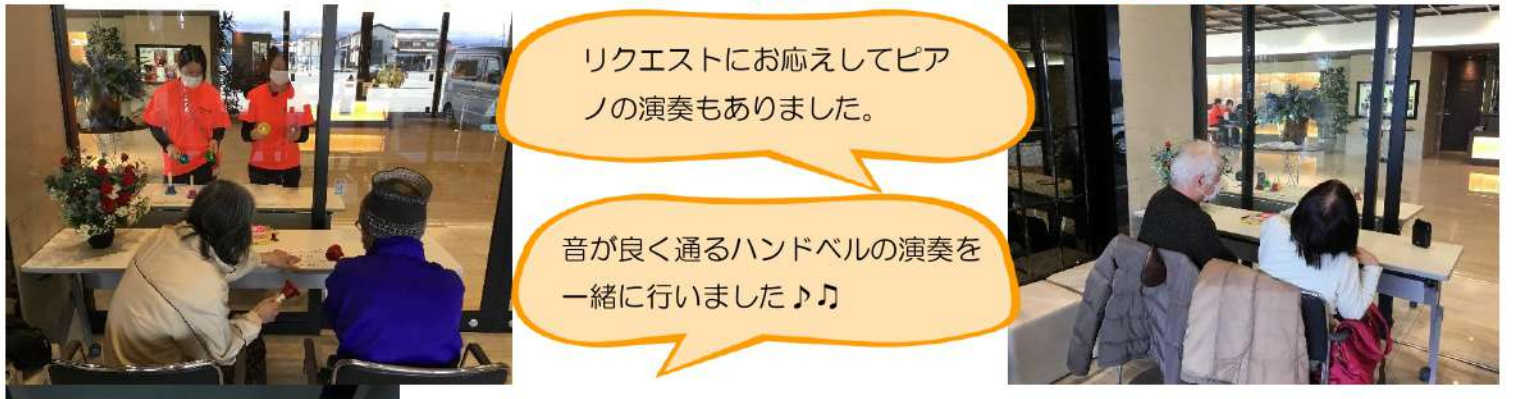 リクエストにお応えしてピア
ノの演奏もありました。
音が良く通るハンドベルの演奏を
一緒に行いました♪♫